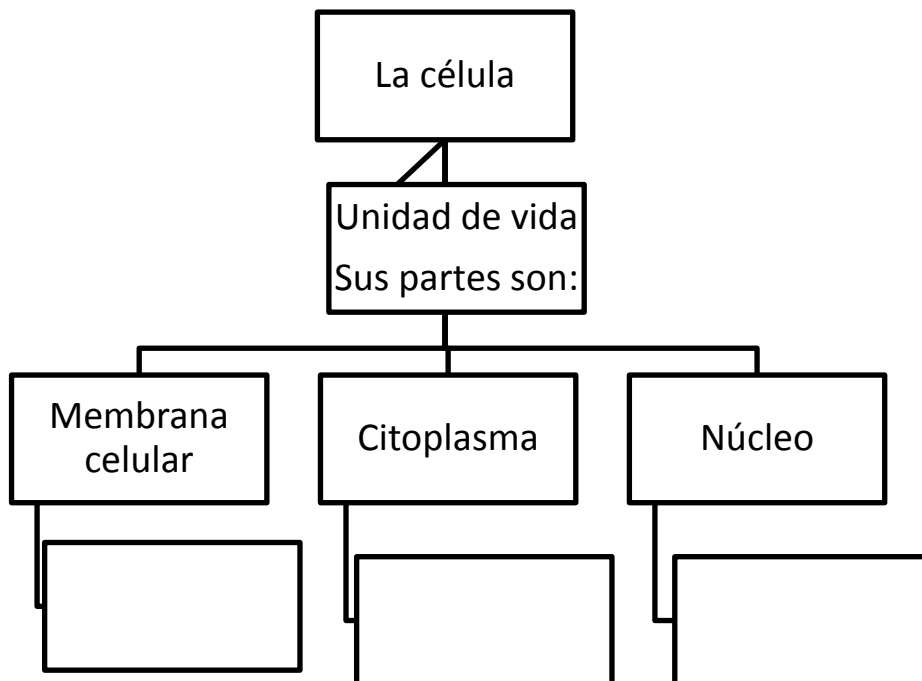 La célula
Unidad de vida
Sus partes son:
Membrana
celular
Citoplasma
Núcleo